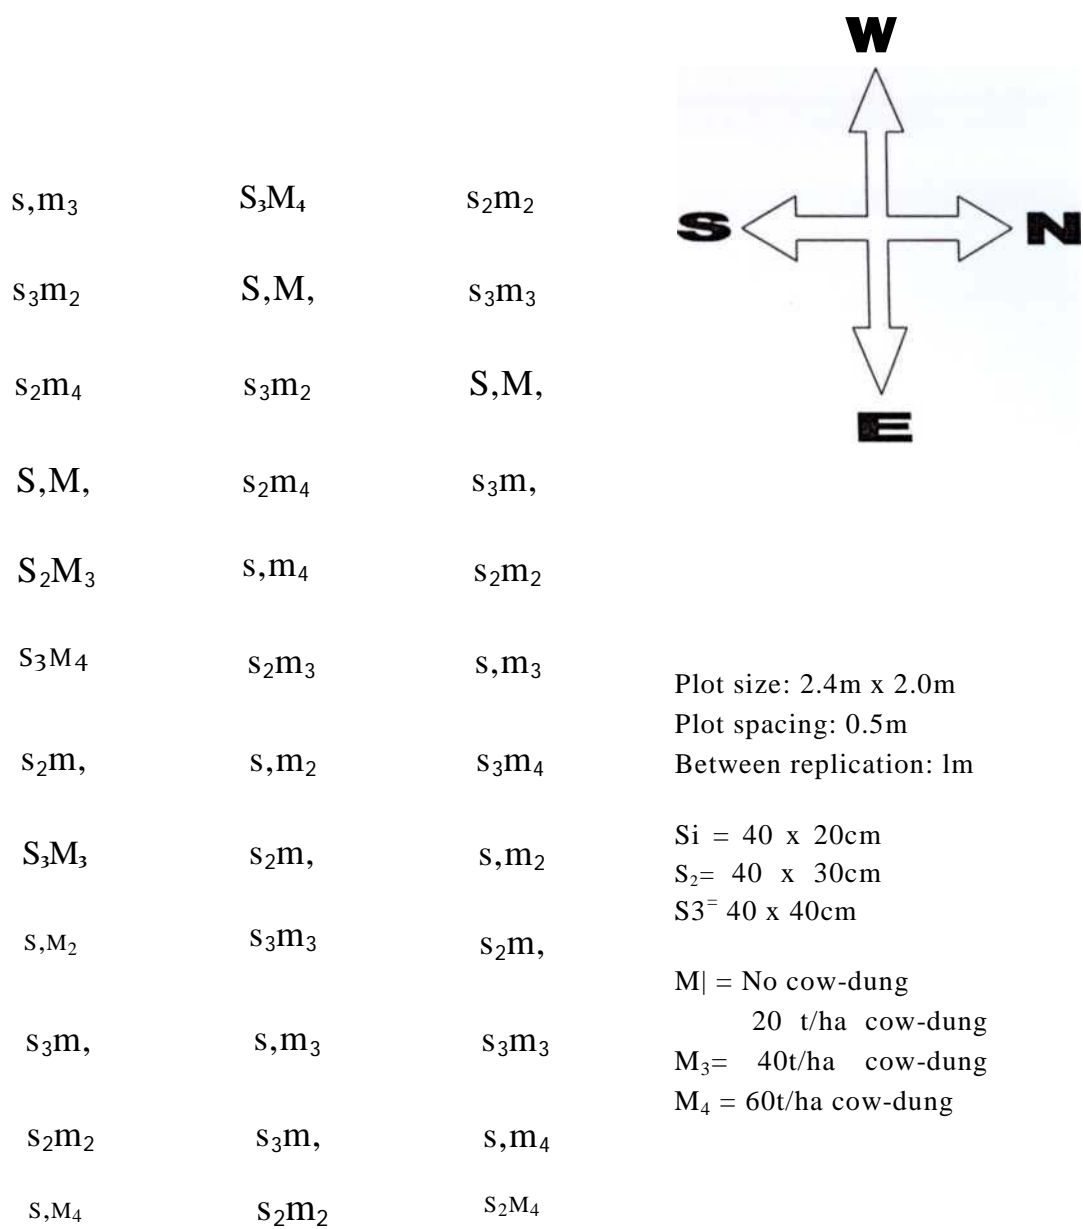 W
S N
E
s,m₃ S₃M₄ s₂m₂
s₃m₂ S,M, s₃m₃
s₂m₄ s₃m₂ S,M,
S,M, s₂m₄ s₃m,
S₂M₃ s,m₄ s₂m₂
S₃M₄ s₂m₃ s,m₃
s₂m, s,m₂ s₃m₄
S₃M₃ s₂m, s,m₂
S,M₂ s₃m₃ s₂m,
s₃m, s,m₃ s₃m₃
s₂m₂ s₃m, s,m₄
S,M₄ s₂m₂ S₂M₄
Plot size: 2.4m x 2.0m
Plot spacing: 0.5m
Between replication: lm
Si = 40 x 20cm
S₂= 40 x 30cm
S3⁼ 40 x 40cm
M| = No cow-dung
20 t/ha cow-dung
M₃= 40t/ha cow-dung
M₄ = 60t/ha cow-dung